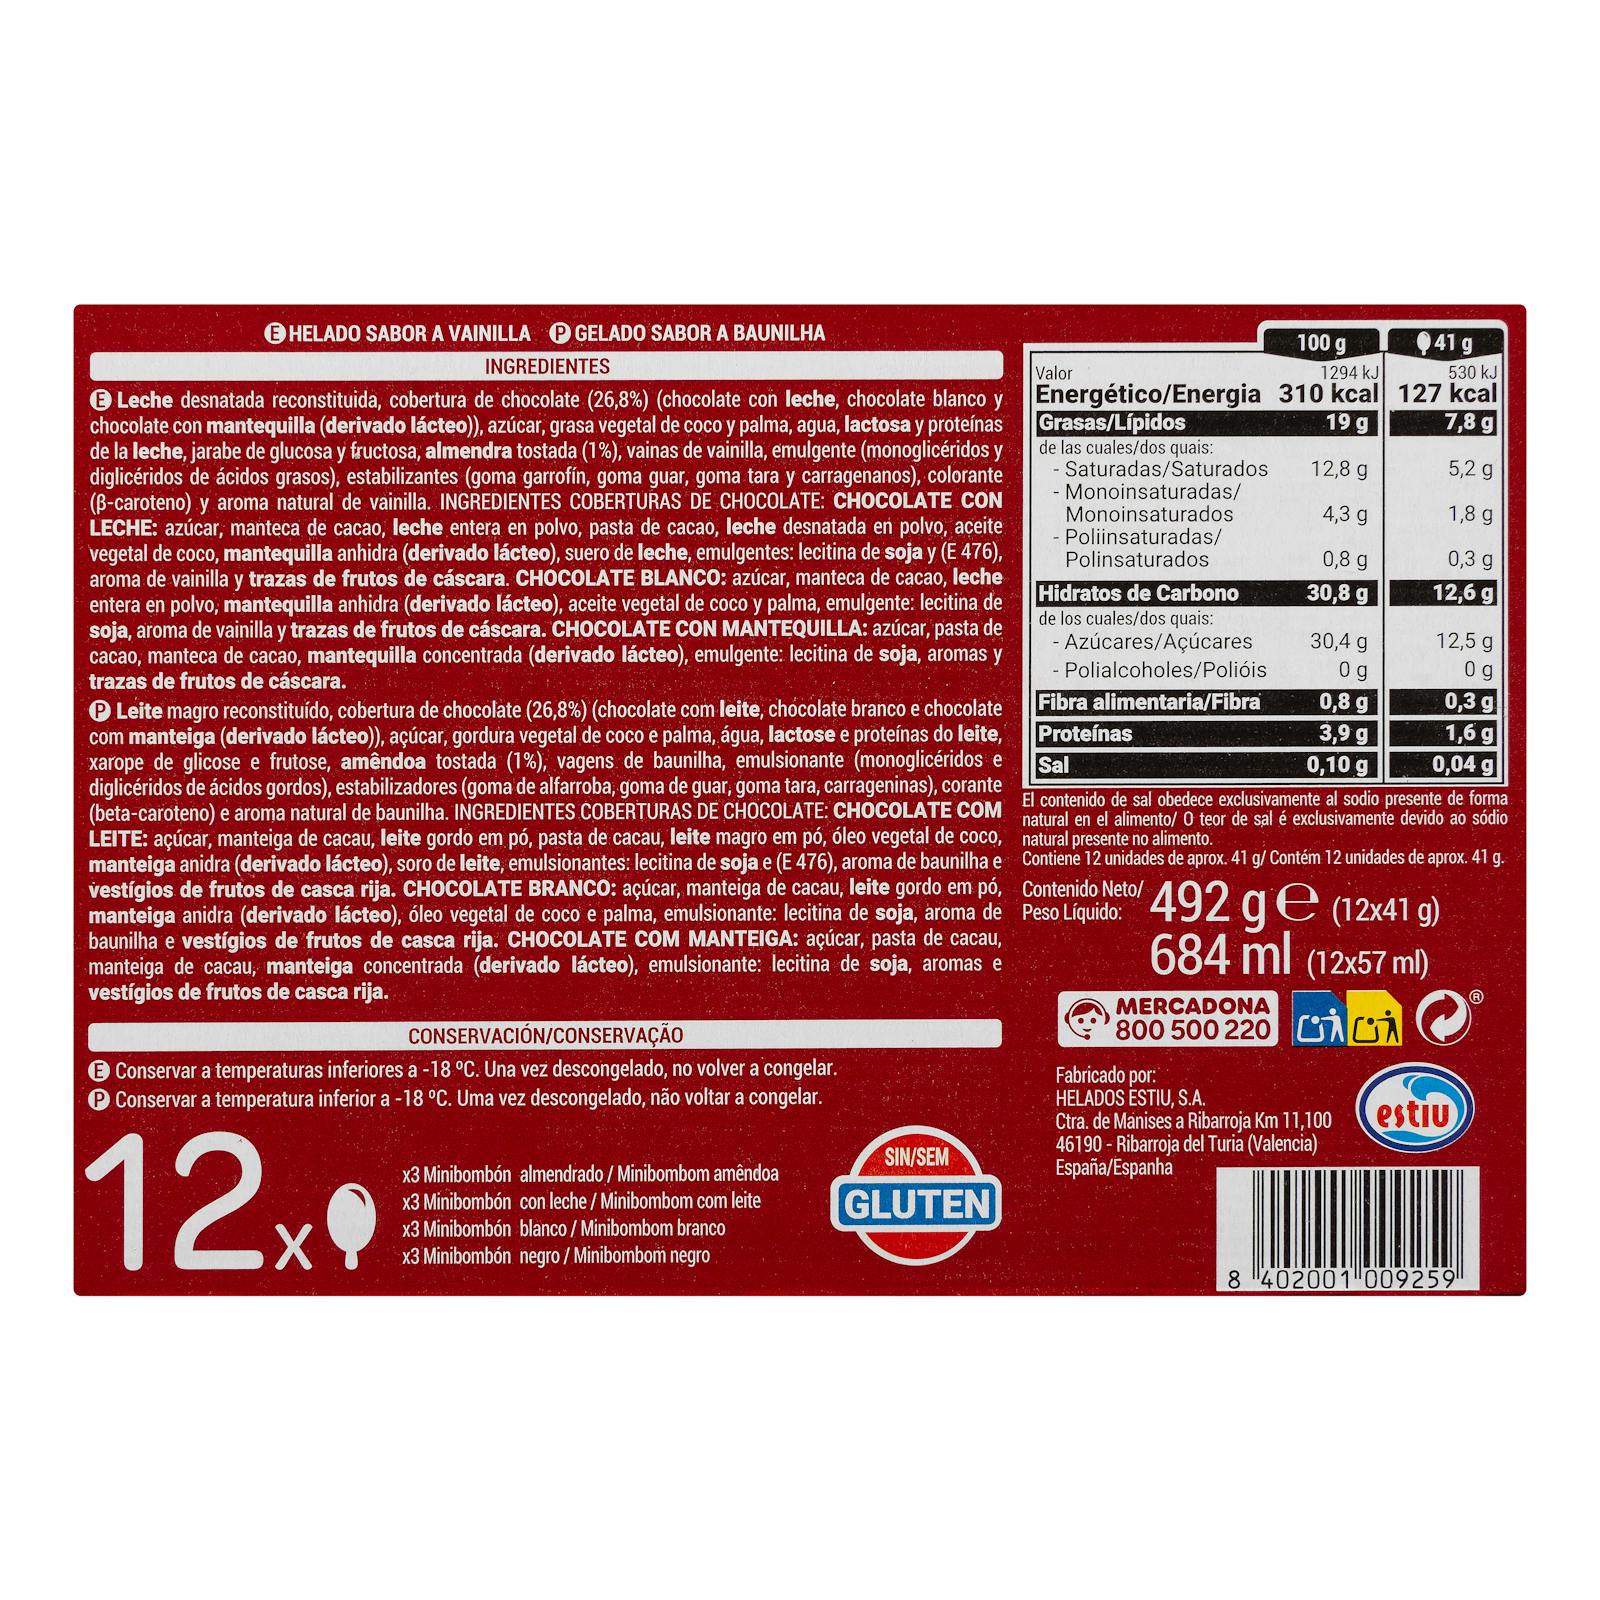 E HELADO SABOR A VAINILLA P GELADO SABOR A BAUNILHA
INGREDIENTES
E Leche desnatada reconstituida, cobertura de chocolate (26,8%) (chocolate con leche, chocolate blanco y
chocolate con mantequilla (derivado lácteo)), azúcar, grasa vegetal de coco y palma, agua, lactosa y proteínas
de la leche, jarabe de glucosa y fructosa, almendra tostada (1%), vainas de vainilla, emulgente (monoglicéridos y
diglicéridos de ácidos grasos), estabilizantes (goma garrofín, goma guar, goma tara y carragenanos), colorante
(β-caroteno) y aroma natural de vainilla. INGREDIENTES COBERTURAS DE CHOCOLATE: CHOCOLATE CON
LECHE: azúcar, manteca de cacao, leche entera en polvo, pasta de cacao, leche desnatada en polvo, aceite
vegetal de coco, mantequilla anhidra (derivado lácteo), suero de leche, emulgentes: lecitina de soja y (E 476),
aroma de vainilla y trazas de frutos de cáscara. CHOCOLATE BLANCO: azúcar, manteca de cacao, leche
entera en polvo, mantequilla anhidra (derivado lácteo), aceite vegetal de coco y palma, emulgente: lecitina de
soja, aroma de vainilla y trazas de frutos de cáscara. CHOCOLATE CON MANTEQUILLA: azúcar, pasta de
cacao, manteca de cacao, mantequilla concentrada (derivado lácteo), emulgente: lecitina de soja, aromas y
trazas de frutos de cáscara.
P Leite magro reconstituído, cobertura de chocolate (26,8%) (chocolate com leite, chocolate branco e chocolate
com manteiga (derivado lácteo)), açúcar, gordura vegetal de coco e palma, água, lactose e proteínas do leite,
xarope de glicose e frutose, amêndoa tostada (1%), vagens de baunilha, emulsionante (monoglicéridos e
diglicéridos de ácidos gordos), estabilizadores (goma de alfarroba, goma de guar, goma tara, carrageninas), corante
(beta-caroteno) e aroma natural de baunilha. INGREDIENTES COBERTURAS DE CHOCOLATE: CHOCOLATE COM
LEITE: açúcar, manteiga de cacau, leite gordo em pó, pasta de cacau, leite magro em pó, óleo vegetal de coco,
manteiga anidra (derivado lácteo), soro de leite, emulsionantes: lecitina de soja e (E 476), aroma de baunilha e
vestígios de frutos de casca rija. CHOCOLATE BRANCO: açúcar, manteiga de cacau, leite gordo em pó,
manteiga anidra (derivado lácteo), óleo vegetal de coco e palma, emulsionante: lecitina de soja, aroma de
baunilha e vestígios de frutos de casca rija. CHOCOLATE COM MANTEIGA: açúcar, pasta de cacau,
manteiga de cacau, manteiga concentrada (derivado lácteo), emulsionante: lecitina de soja, aromas e
vestígios de frutos de casca rija.
CONSERVACIÓN/CONSERVAÇÃO
E Conservar a temperaturas inferiores a -18 ºC. Una vez descongelado, no volver a congelar.
P Conservar a temperatura inferior a -18 ºC. Uma vez descongelado, não voltar a congelar.
12x
x3 Minibombón almendrado / Minibombom amêndoa
x3 Minibombón con leche / Minibombom com leite
x3 Minibombón blanco / Minibombom branco
x3 Minibombón negro / Minibombom negro
SIN/SEM
GLUTEN
100 g 41 g
Valor 1294 kJ 530 kJ
Energético/Energia 310 kcal 127 kcal
Grasas/Lípidos 19 g 7,8 g
de las cuales/dos quais:
- Saturadas/Saturados 12,8 g 5,2 g
- Monoinsaturadas/
Monoinsaturados 4,3 g 1,8 g
- Poliinsaturadas/
Polinsaturados 0,8 g 0,3 g
Hidratos de Carbono 30,8 g 12,6 g
de los cuales/dos quais:
- Azúcares/Açúcares 30,4 g 12,5 g
- Polialcoholes/Polióis 0 g 0 g
Fibra alimentaria/Fibra 0,8 g 0,3 g
Proteínas 3,9 g 1,6 g
Sal 0,10 g 0,04 g
El contenido de sal obedece exclusivamente al sodio presente de forma
natural en el alimento/ O teor de sal é exclusivamente devido ao sódio
natural presente no alimento.
Contiene 12 unidades de aprox. 41 g/ Contém 12 unidades de aprox. 41 g.
Contenido Neto/
Peso Líquido: 492 g e (12x41 g)
684 ml (12x57 ml)
MERCADONA
800 500 220
®
Fabricado por:
HELADOS ESTIU, S.A.
Ctra. de Manises a Ribarroja Km 11,100
46190 - Ribarroja del Turia (Valencia)
España/Espanha
estiu
8 402001 009259